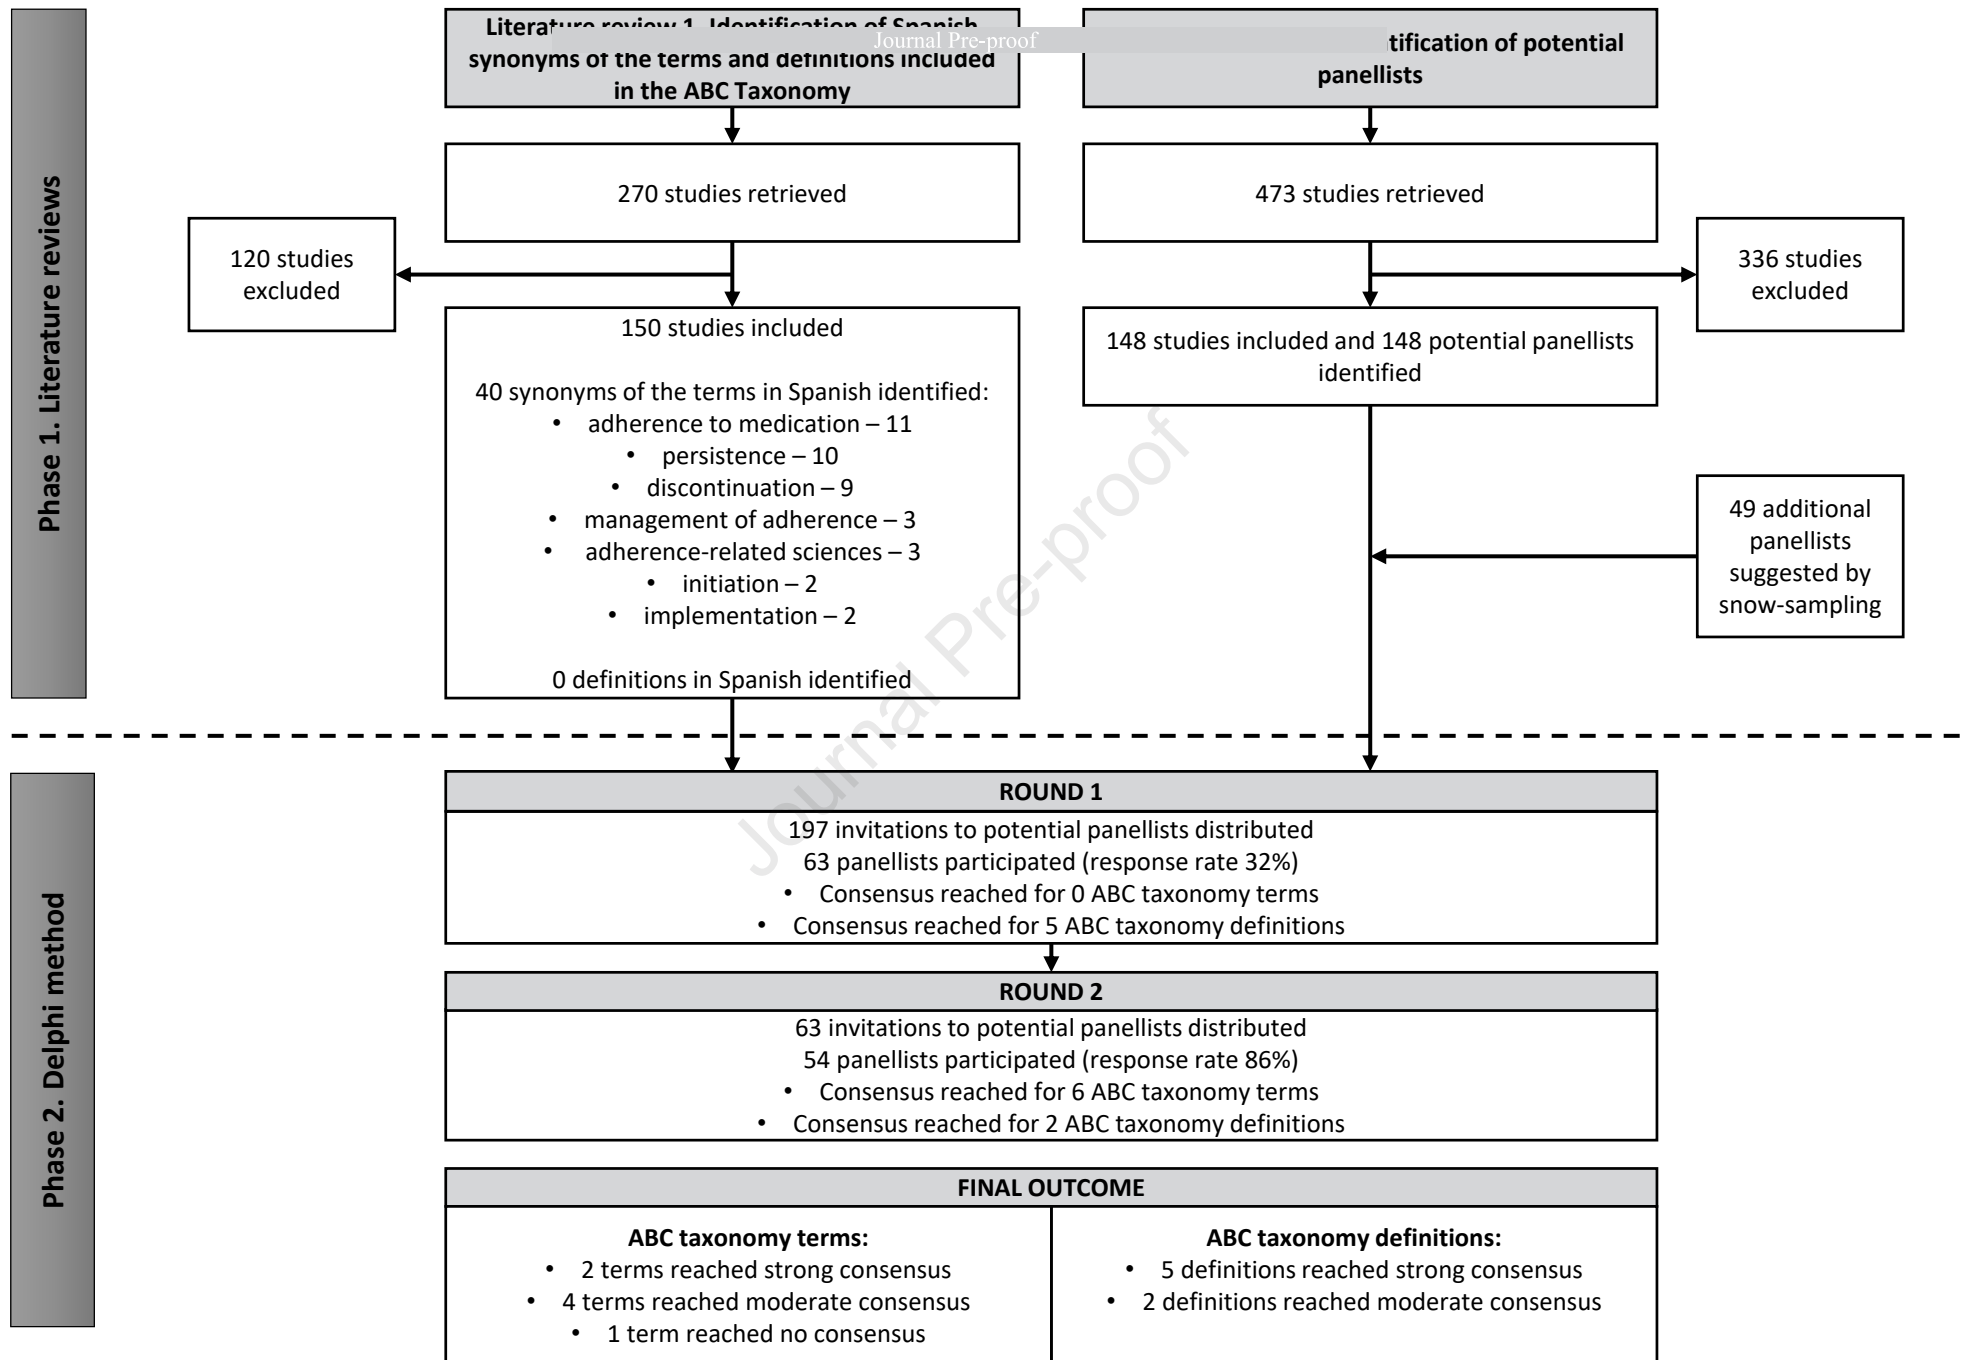 Literature review 1. Identification of Spanish
synonyms of the terms and definitions included
in the ABC Taxonomy
Journal Pre-proof
tification of potential
panellists
Phase 1. Literature reviews
270 studies retrieved
473 studies retrieved
120 studies
excluded
336 studies
excluded
150 studies included
40 synonyms of the terms in Spanish identified:
• adherence to medication – 11
• persistence – 10
• discontinuation – 9
• management of adherence – 3
• adherence-related sciences – 3
• initiation – 2
• implementation – 2
0 definitions in Spanish identified
148 studies included and 148 potential panellists
identified
49 additional
panellists
suggested by
snow-sampling
Journal Pre-proof
Phase 2. Delphi method
ROUND 1
197 invitations to potential panellists distributed
63 panellists participated (response rate 32%)
• Consensus reached for 0 ABC taxonomy terms
• Consensus reached for 5 ABC taxonomy definitions
ROUND 2
63 invitations to potential panellists distributed
54 panellists participated (response rate 86%)
• Consensus reached for 6 ABC taxonomy terms
• Consensus reached for 2 ABC taxonomy definitions
FINAL OUTCOME
ABC taxonomy terms:
• 2 terms reached strong consensus
• 4 terms reached moderate consensus
• 1 term reached no consensus
ABC taxonomy definitions:
• 5 definitions reached strong consensus
• 2 definitions reached moderate consensus